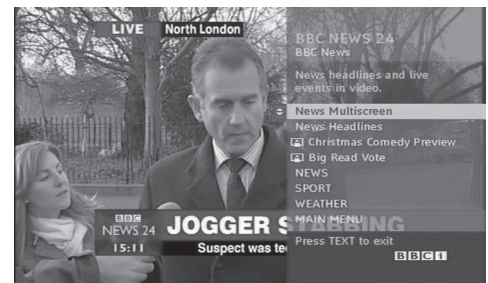 LIVE North London
BBC NEWS 24
BBC News
News headlines and live
events in video.
News Multiscreen
News Headlines
Christmas Comedy Preview
Big Read Vote
NEWS
SPORT
WEATHER
MAIN MENU
Press TEXT to exit
BBCi
BBC
NEWS 24
15:11
JOGGER STABBING
Suspect was